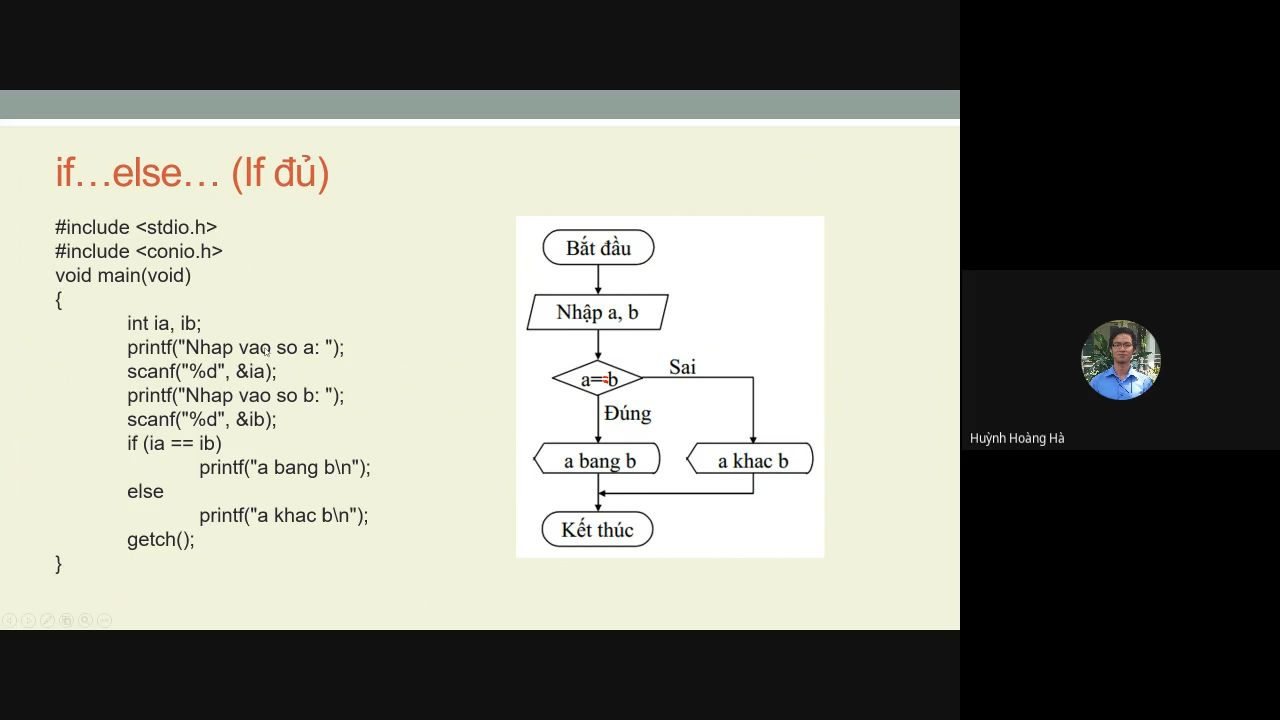 if…else… (If đủ)
#include <stdio.h>
#include <conio.h>
void main(void)
{
int ia, ib;
printf("Nhap vao so a: ");
scanf("%d", &ia);
printf("Nhap vao so b: ");
scanf("%d", &ib);
if (ia == ib)
printf("a bang b\n");
else
printf("a khac b\n");
getch();
}
Bắt đầu
Nhập a, b
a==b
Sai
Đúng
a bang b
a khac b
Kết thúc
Huỳnh Hoàng Hà